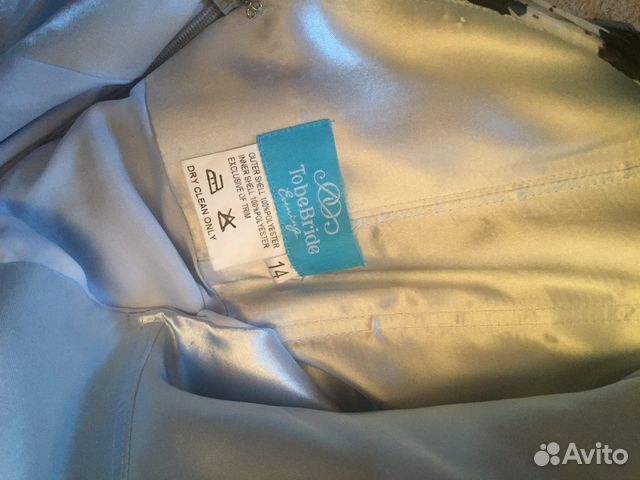 TobeBride
Evening
OUTER SHELL 100%POLYESTER
INNER SHELL 100%POLYESTER
EXCLUSIVE OF TRIM
DRY CLEAN ONLY
14
Avito